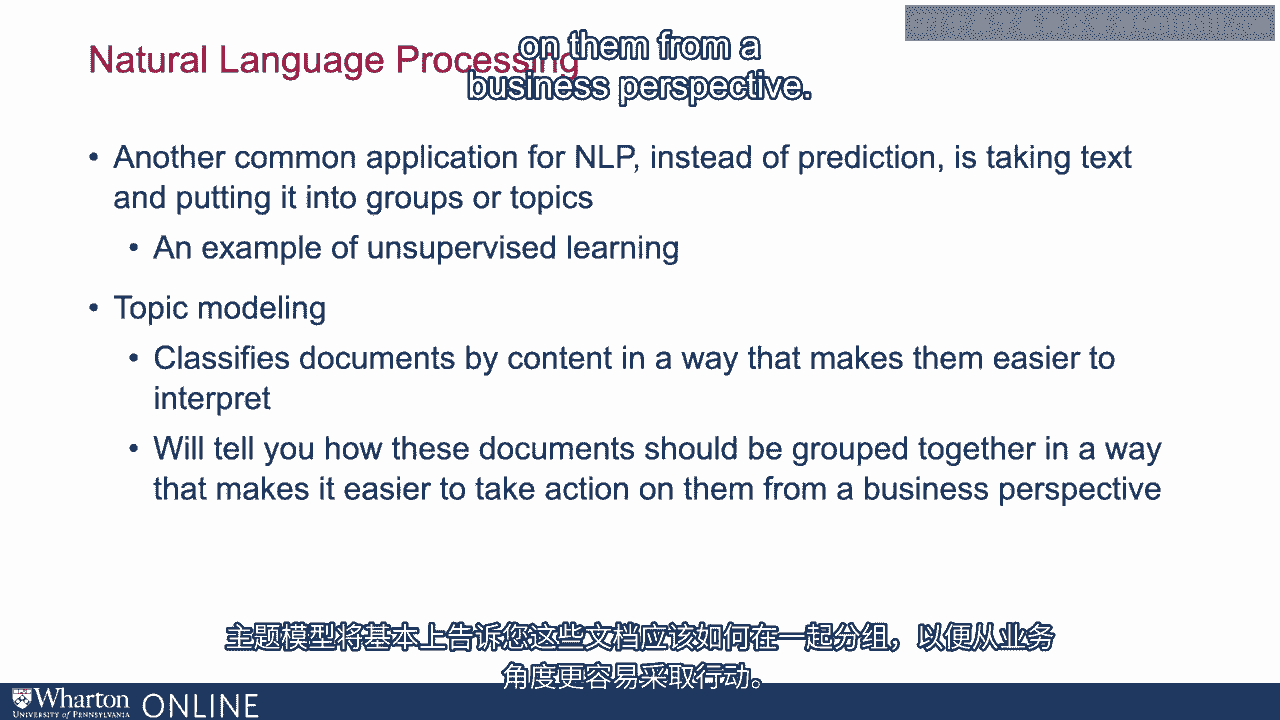 Natural Language Processing
on them from a
business perspective.
• Another common application for NLP, instead of prediction, is taking text
and putting it into groups or topics
• An example of unsupervised learning
• Topic modeling
• Classifies documents by content in a way that makes them easier to
interpret
• Will tell you how these documents should be grouped together in a way
that makes it easier to take action on them from a business perspective
主题模型将基本上告诉您这些文档应该如何在一起分组，以便从业务
角度更容易采取行动。
Wharton
UNIVERSITY of PENNSYLVANIA
ONLINE